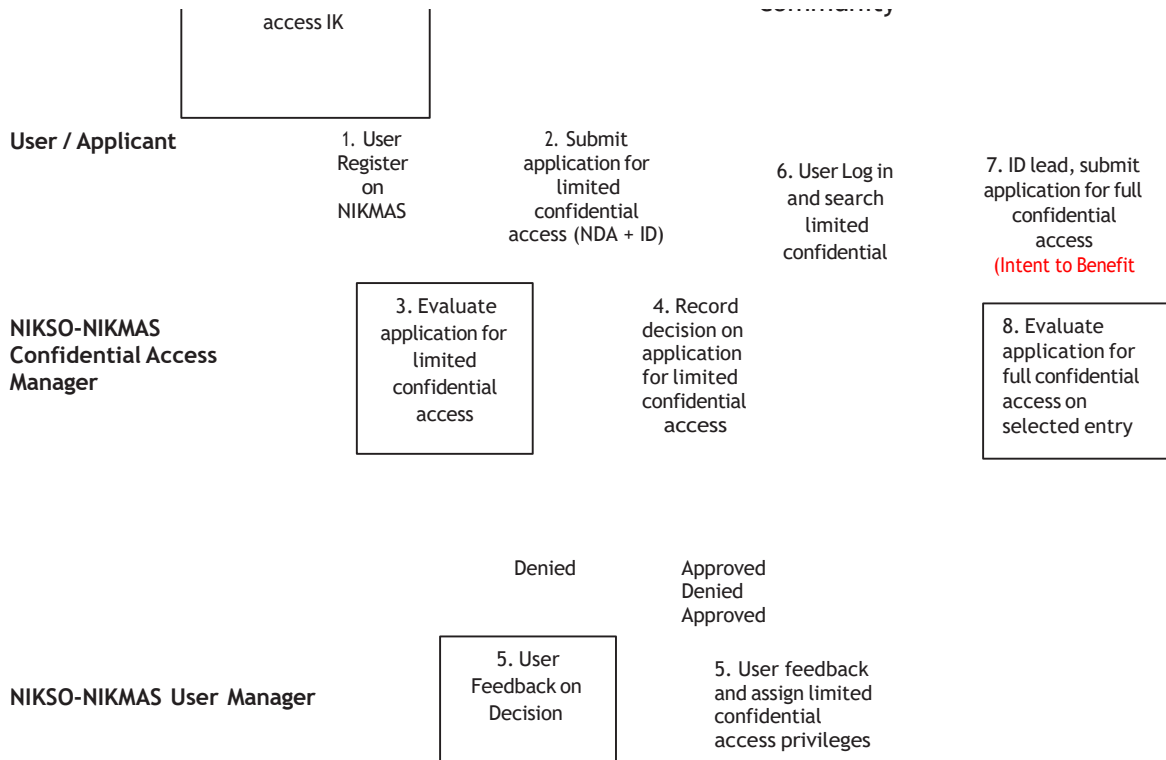 access IK
User / Applicant
1. User
Register
on
NIKMAS
2. Submit
application for
limited
confidential
access (NDA + ID)
6. User Log in
and search
limited
confidential
7. ID lead, submit
application for full
confidential
access
(Intent to Benefit
NIKSO-NIKMAS
Confidential Access
Manager
3. Evaluate
application for
limited
confidential
access
4. Record
decision on
application
for limited
confidential
access
8. Evaluate
application for
full confidential
access on
selected entry
Denied
Approved
Denied
Approved
NIKSO-NIKMAS User Manager
5. User
Feedback on
Decision
5. User feedback
and assign limited
confidential
access privileges